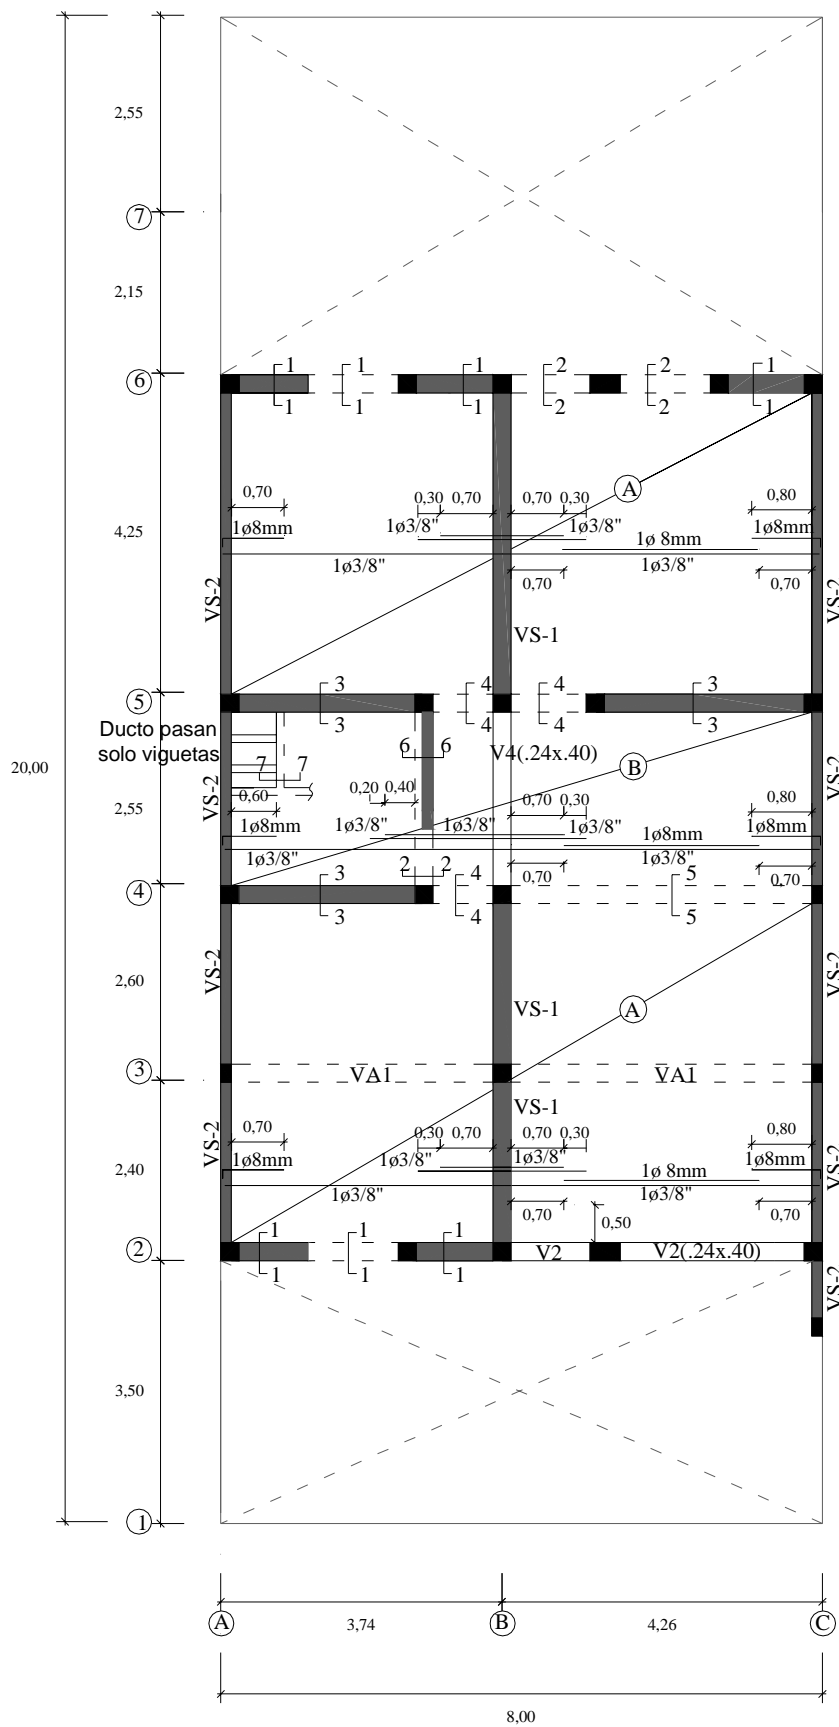 2,55
7
2,15
6
1 1 1 2 2 1
1 1 1 2 2 1
A
0,70
0,30 0,70 0,70 0,30
0,80
4,25
1ø8mm
1ø3/8" 1ø3/8"
1ø8mm
1ø 8mm
1ø3/8"
1ø3/8"
0,70
0,70
VS-2
VS-2
VS-1
5
3 4 4 3
3 4 4 3
Ducto pasan
solo viguetas
6 6
V4(.24x.40)
7 7
B
20,00
VS-2
VS-2
2,55
0,60
0,20 0,40
0,70 0,30
0,80
1ø8mm
1ø3/8" 1ø3/8" 1ø3/8"
1ø8mm
1ø8mm
1ø3/8"
1ø3/8"
2 2
0,70
0,70
4
3 4 5
3 4 5
VS-2
VS-2
2,60
VS-1
A
3
VA1
VA1
VS-1
VS-2
VS-2
2,40
0,70
0,30 0,70 0,70 0,30
0,80
1ø8mm
1ø3/8" 1ø3/8"
1ø8mm
1ø 8mm
1ø3/8"
1ø3/8"
0,70
0,70
0,50
2
1 1 1
1 1 1
V2
V2(.24x.40)
VS-2
3,50
1
A
3,74
B
4,26
C
8,00